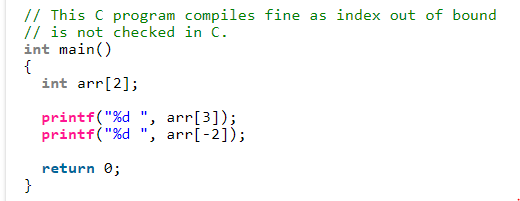 // This C program compiles fine as index out of bound
// is not checked in C.
int main()
{
  int arr[2];
  printf("%d ", arr[3]);
  printf("%d ", arr[-2]);
  return 0;
}